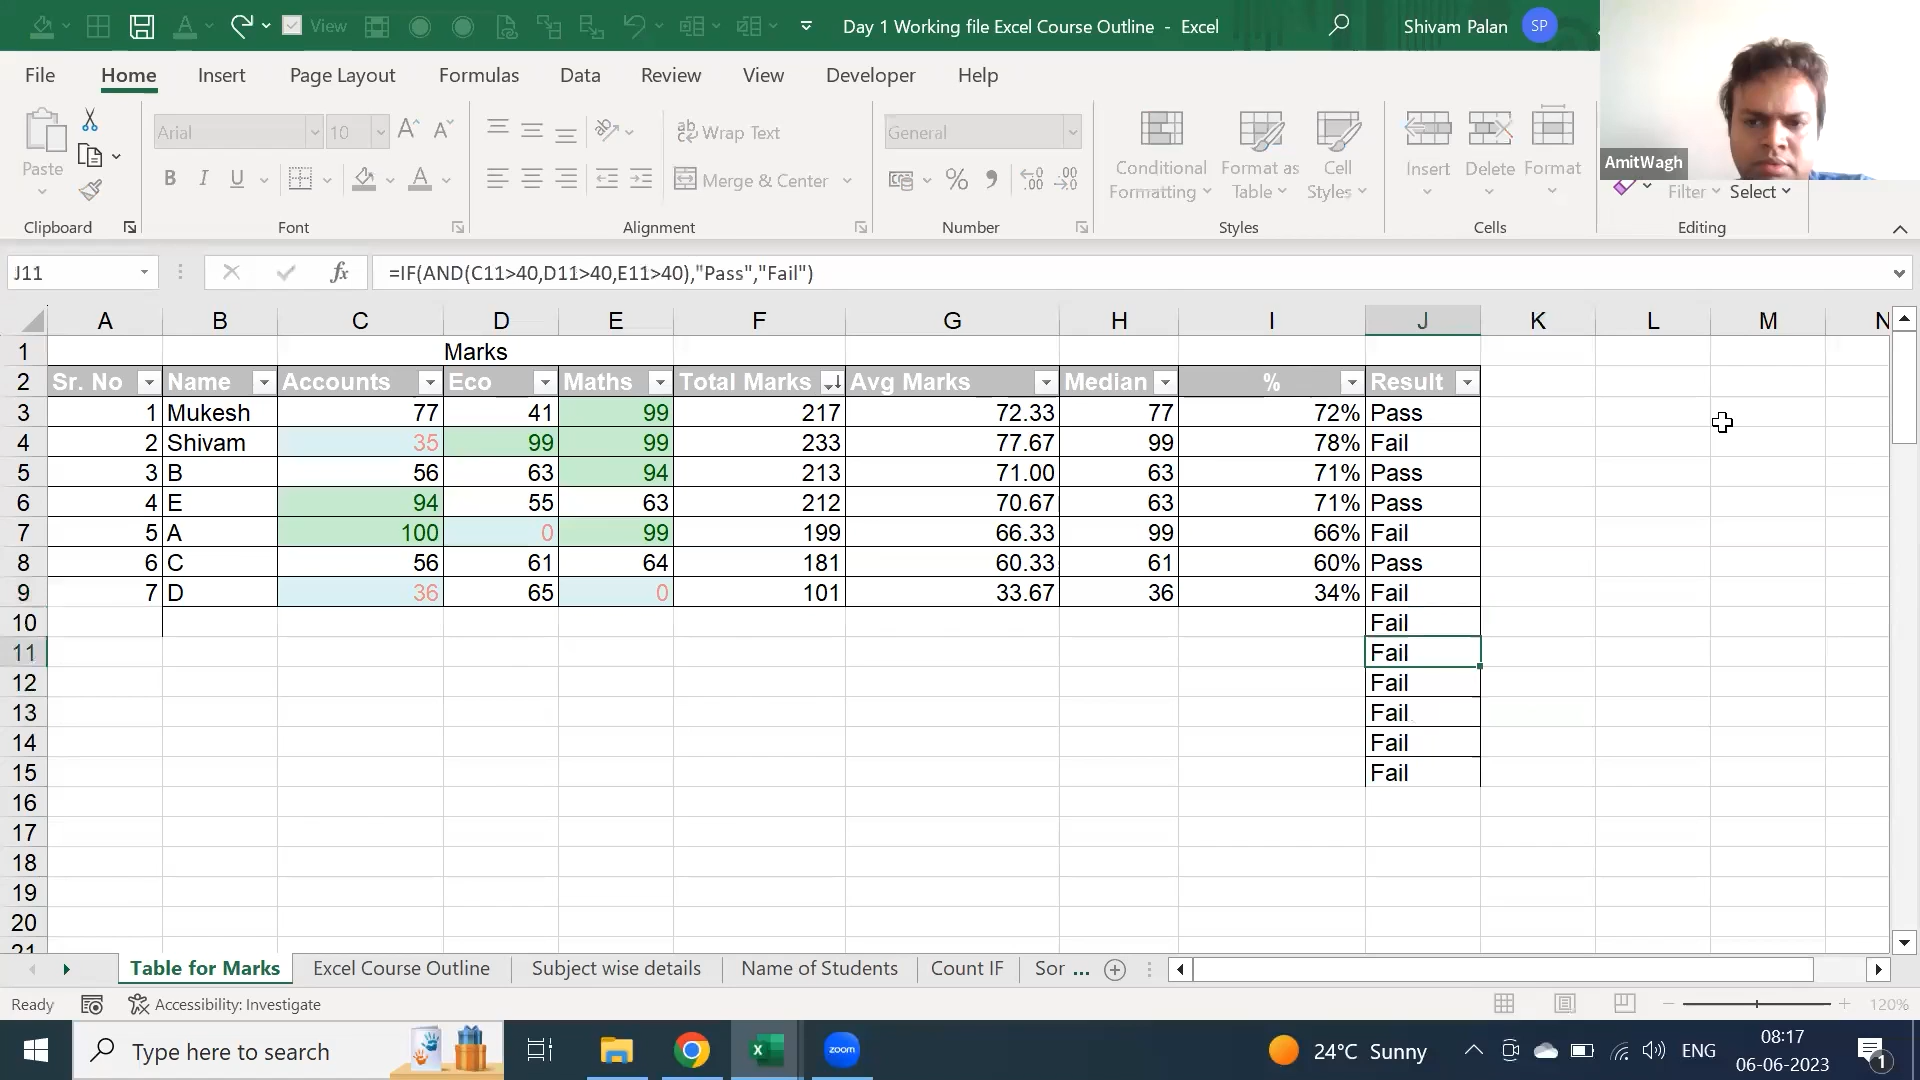 View
Day 1 Working file Excel Course Outline - Excel
Shivam Palan
SP
File Home Insert Page Layout Formulas Data Review View Developer Help
Paste
Clipboard
Arial 10
B I U
Font
Wrap Text
Merge & Center
Alignment
General
Number
Conditional Formatting
Format as Table
Cell Styles
Styles
Insert Delete Format
Cells
Filter Select
Editing
AmitWagh
J11 fx =IF(AND(C11>40,D11>40,E11>40),"Pass","Fail")
A B C D E F G H I J K L M N
1 Marks
2 Sr. No Name Accounts Eco Maths Total Marks Avg Marks Median % Result
3 1 Mukesh 77 41 99 217 72.33 77 72% Pass
4 2 Shivam 35 99 99 233 77.67 99 78% Fail
5 3 B 56 63 94 213 71.00 63 71% Pass
6 4 E 94 55 63 212 70.67 63 71% Pass
7 5 A 100 0 99 199 66.33 99 66% Fail
8 6 C 56 61 64 181 60.33 61 60% Pass
9 7 D 36 65 0 101 33.67 36 34% Fail
10 Fail
11 Fail
12 Fail
13 Fail
14 Fail
15 Fail
16
17
18
19
20
21
Table for Marks Excel Course Outline Subject wise details Name of Students Count IF Sor ...
Ready Accessibility: Investigate 120%
Type here to search
zoom
24°C Sunny
ENG
08:17
06-06-2023
1